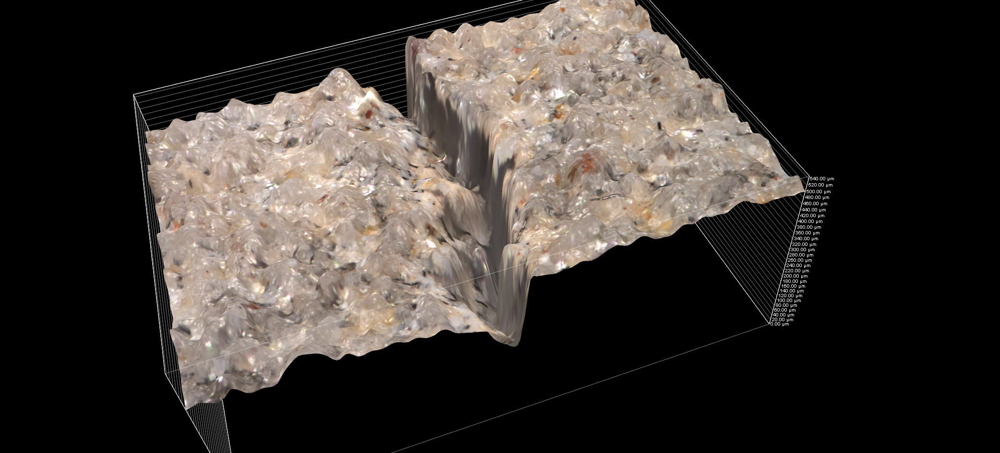 540.00 µm
520.00 µm
500.00 µm
480.00 µm
460.00 µm
440.00 µm
420.00 µm
400.00 µm
380.00 µm
360.00 µm
340.00 µm
320.00 µm
300.00 µm
280.00 µm
260.00 µm
240.00 µm
220.00 µm
200.00 µm
180.00 µm
160.00 µm
140.00 µm
120.00 µm
100.00 µm
80.00 µm
60.00 µm
40.00 µm
20.00 µm
0.00 µm